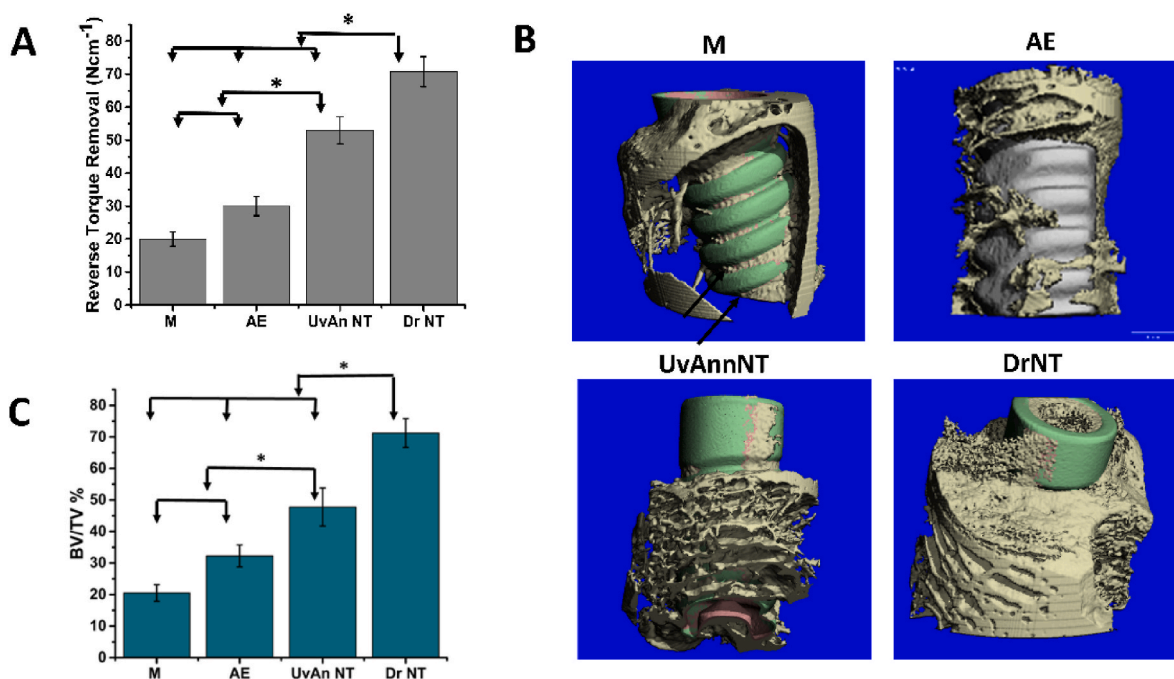 A
Reverse Torque Removal (Ncm-1)
80
70
60
50
40
30
20
10
0
*
*
M AE UvAn NT Dr NT
B
M AE
UvAnnNT DrNT
C
BV/TV %
80
70
60
50
40
30
20
10
0
*
*
M AE UvAn NT Dr NT